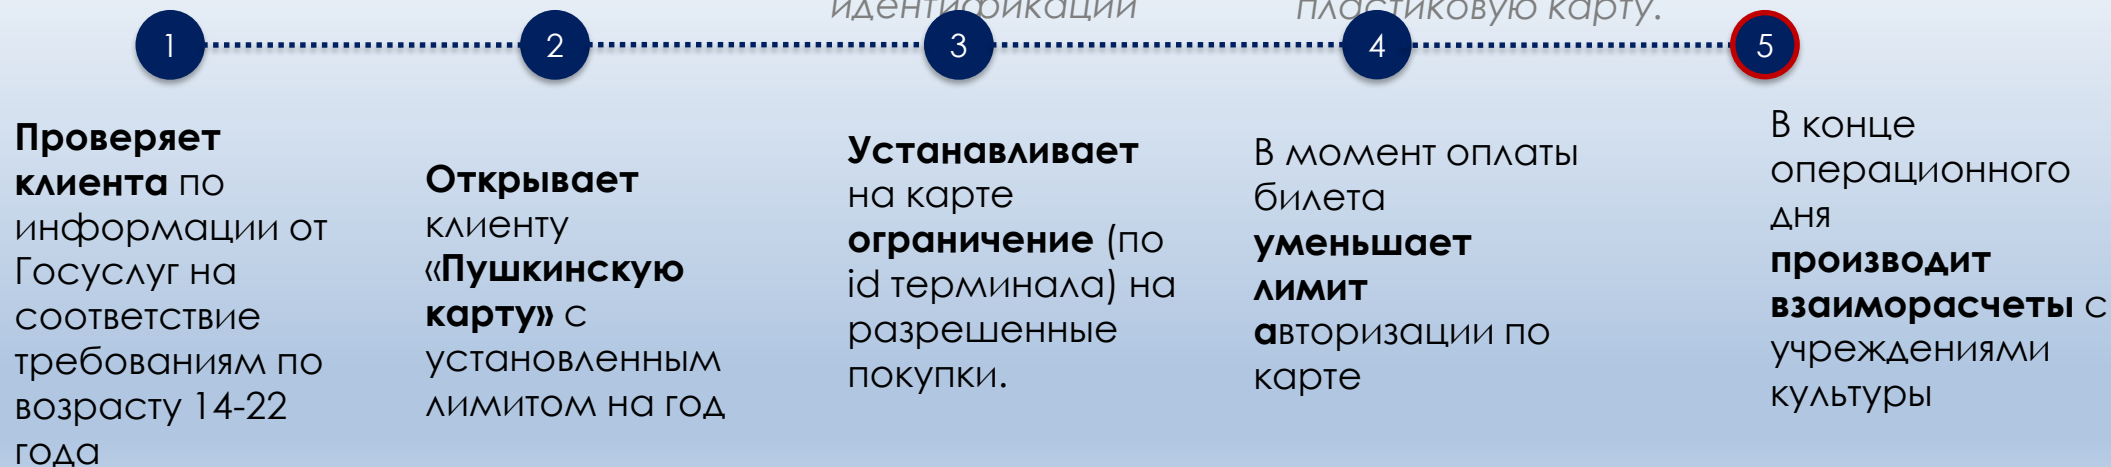 идентификации
пластиковую карту.
1
2
3
4
5
Проверяет
клиента по
информации от
Госуслуг на
соответствие
требованиям по
возрасту 14-22
года
Открывает
клиенту
«Пушкинскую
карту» с
установленным
лимитом на год
Устанавливает
на карте
ограничение (по
id терминала) на
разрешенные
покупки.
В момент оплаты
билета
уменьшает
лимит
авторизации по
карте
В конце
операционного
дня
производит
взаиморасчеты с
учреждениями
культуры